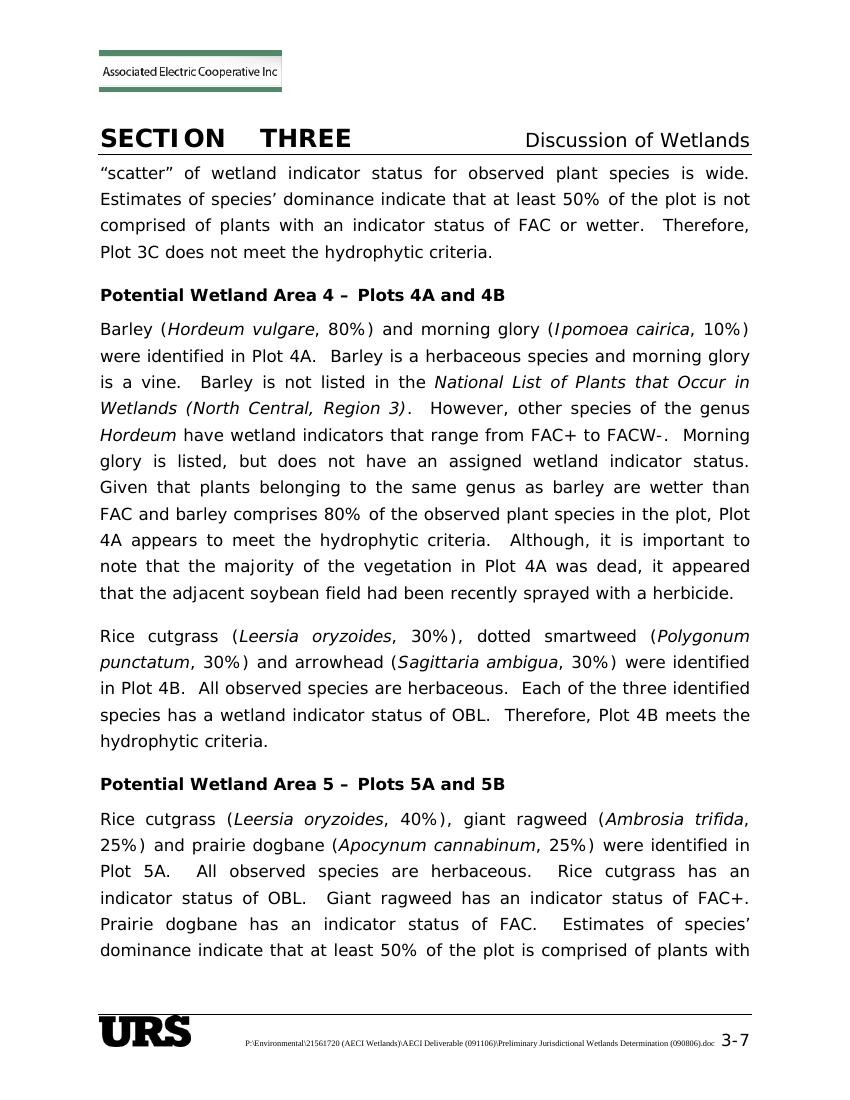 Associated Electric Cooperative Inc
SECTION THREE Discussion of Wetlands
“scatter” of wetland indicator status for observed plant species is wide.
Estimates of species’ dominance indicate that at least 50% of the plot is not
comprised of plants with an indicator status of FAC or wetter. Therefore,
Plot 3C does not meet the hydrophytic criteria.
Potential Wetland Area 4 – Plots 4A and 4B
Barley (Hordeum vulgare, 80%) and morning glory (Ipomoea cairica, 10%)
were identified in Plot 4A. Barley is a herbaceous species and morning glory
is a vine. Barley is not listed in the National List of Plants that Occur in
Wetlands (North Central, Region 3). However, other species of the genus
Hordeum have wetland indicators that range from FAC+ to FACW-. Morning
glory is listed, but does not have an assigned wetland indicator status.
Given that plants belonging to the same genus as barley are wetter than
FAC and barley comprises 80% of the observed plant species in the plot, Plot
4A appears to meet the hydrophytic criteria. Although, it is important to
note that the majority of the vegetation in Plot 4A was dead, it appeared
that the adjacent soybean field had been recently sprayed with a herbicide.
Rice cutgrass (Leersia oryzoides, 30%), dotted smartweed (Polygonum
punctatum, 30%) and arrowhead (Sagittaria ambigua, 30%) were identified
in Plot 4B. All observed species are herbaceous. Each of the three identified
species has a wetland indicator status of OBL. Therefore, Plot 4B meets the
hydrophytic criteria.
Potential Wetland Area 5 – Plots 5A and 5B
Rice cutgrass (Leersia oryzoides, 40%), giant ragweed (Ambrosia trifida,
25%) and prairie dogbane (Apocynum cannabinum, 25%) were identified in
Plot 5A. All observed species are herbaceous. Rice cutgrass has an
indicator status of OBL. Giant ragweed has an indicator status of FAC+.
Prairie dogbane has an indicator status of FAC. Estimates of species’
dominance indicate that at least 50% of the plot is comprised of plants with
URS P:\Environmental\21561720 (AECI Wetlands)\AECI Deliverable (091106)\Preliminary Jurisdictional Wetlands Determination (090806).doc 3-7